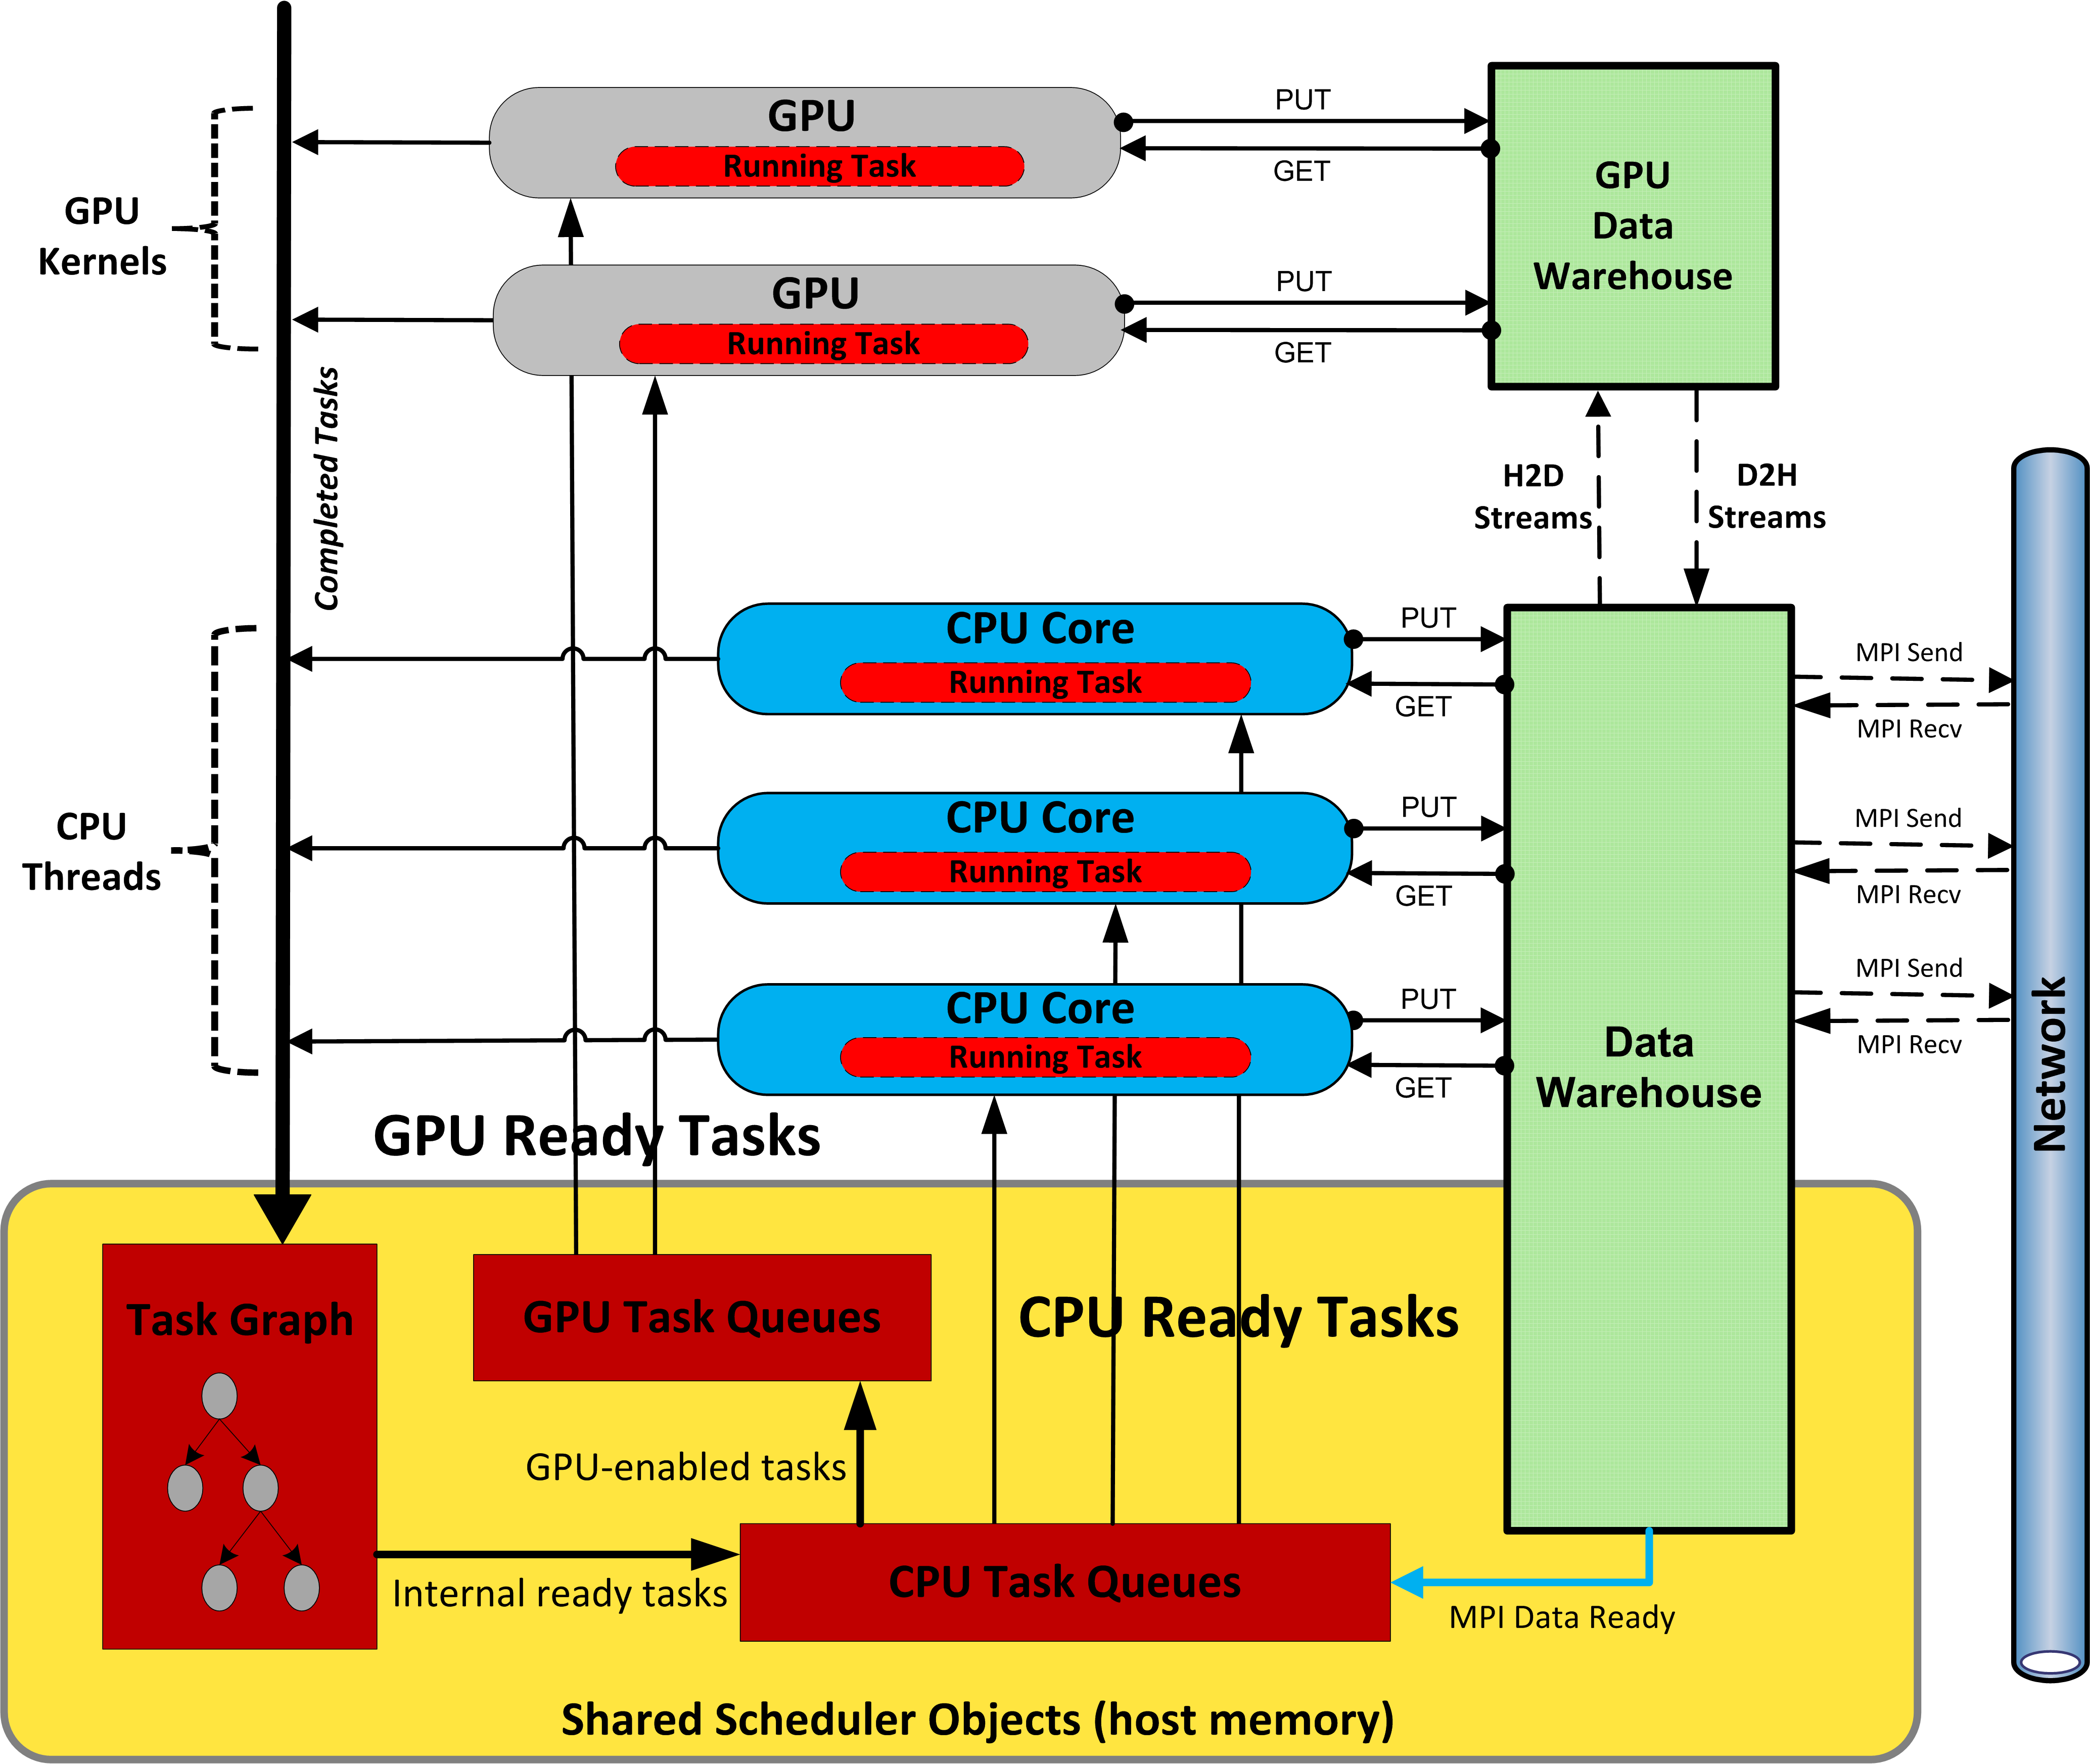 GPU
Running Task
PUT
GET
GPU
Data
Warehouse
GPU
Kernels
GPU
Running Task
PUT
GET
Completed Tasks
H2D
Streams
D2H
Streams
CPU Core
Running Task
PUT
GET
MPI Send
MPI Recv
CPU
Threads
CPU Core
Running Task
PUT
GET
MPI Send
MPI Recv
CPU Core
Running Task
PUT
GET
MPI Send
MPI Recv
Data
Warehouse
Network
GPU Ready Tasks
Task Graph
GPU Task Queues
CPU Ready Tasks
GPU-enabled tasks
Internal ready tasks
CPU Task Queues
MPI Data Ready
Shared Scheduler Objects (host memory)